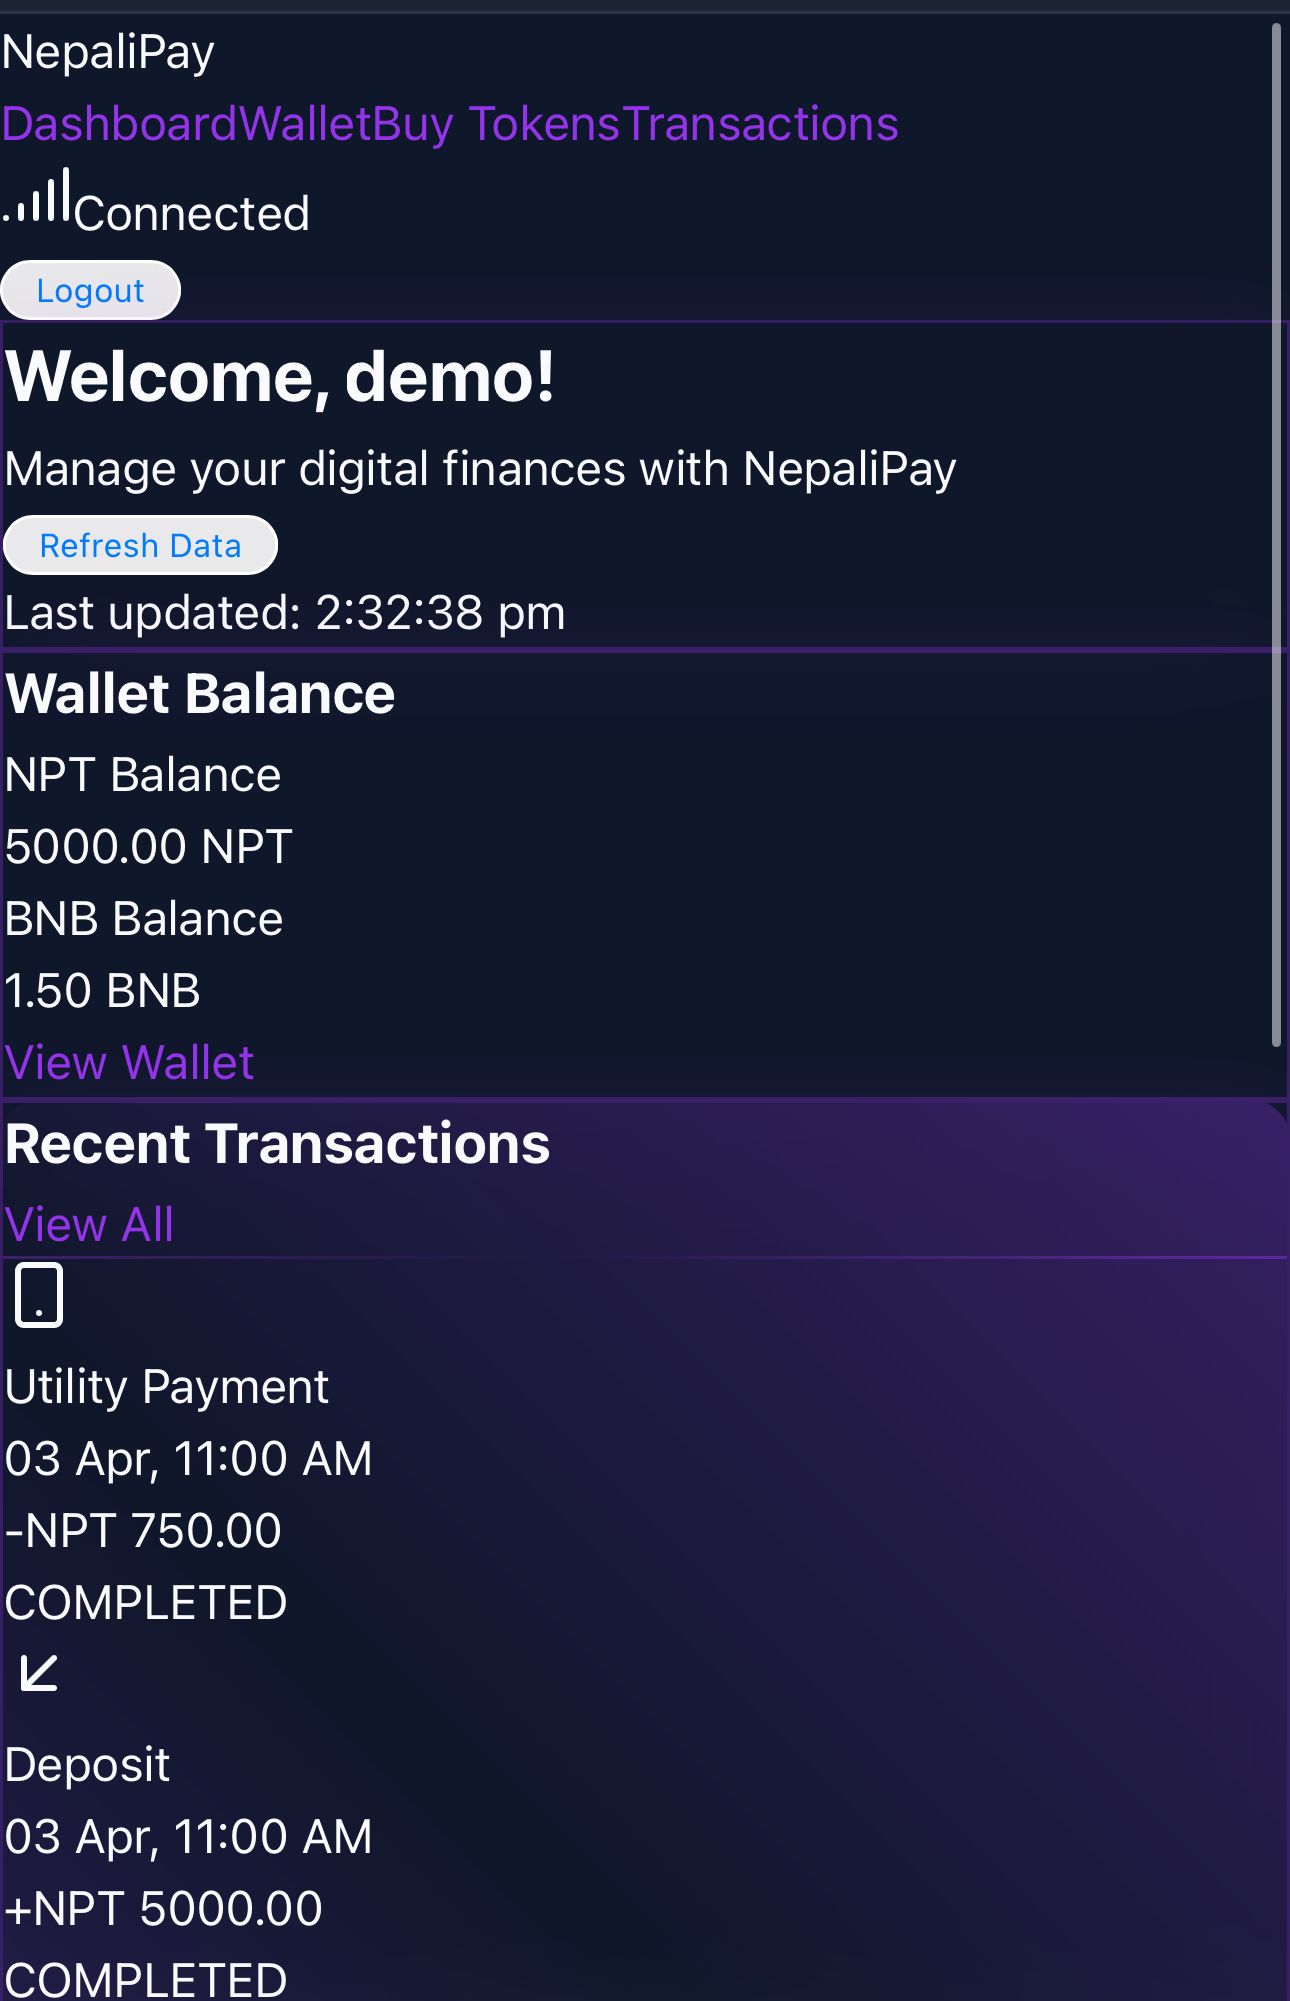 NepaliPay
DashboardWalletBuy TokensTransactions
Connected
Logout
Welcome, demo!
Manage your digital finances with NepaliPay
Refresh Data
Last updated: 2:32:38 pm
Wallet Balance
NPT Balance
5000.00 NPT
BNB Balance
1.50 BNB
View Wallet
Recent Transactions
View All
Utility Payment
03 Apr, 11:00 AM
-NPT 750.00
COMPLETED
Deposit
03 Apr, 11:00 AM
+NPT 5000.00
COMPLETED